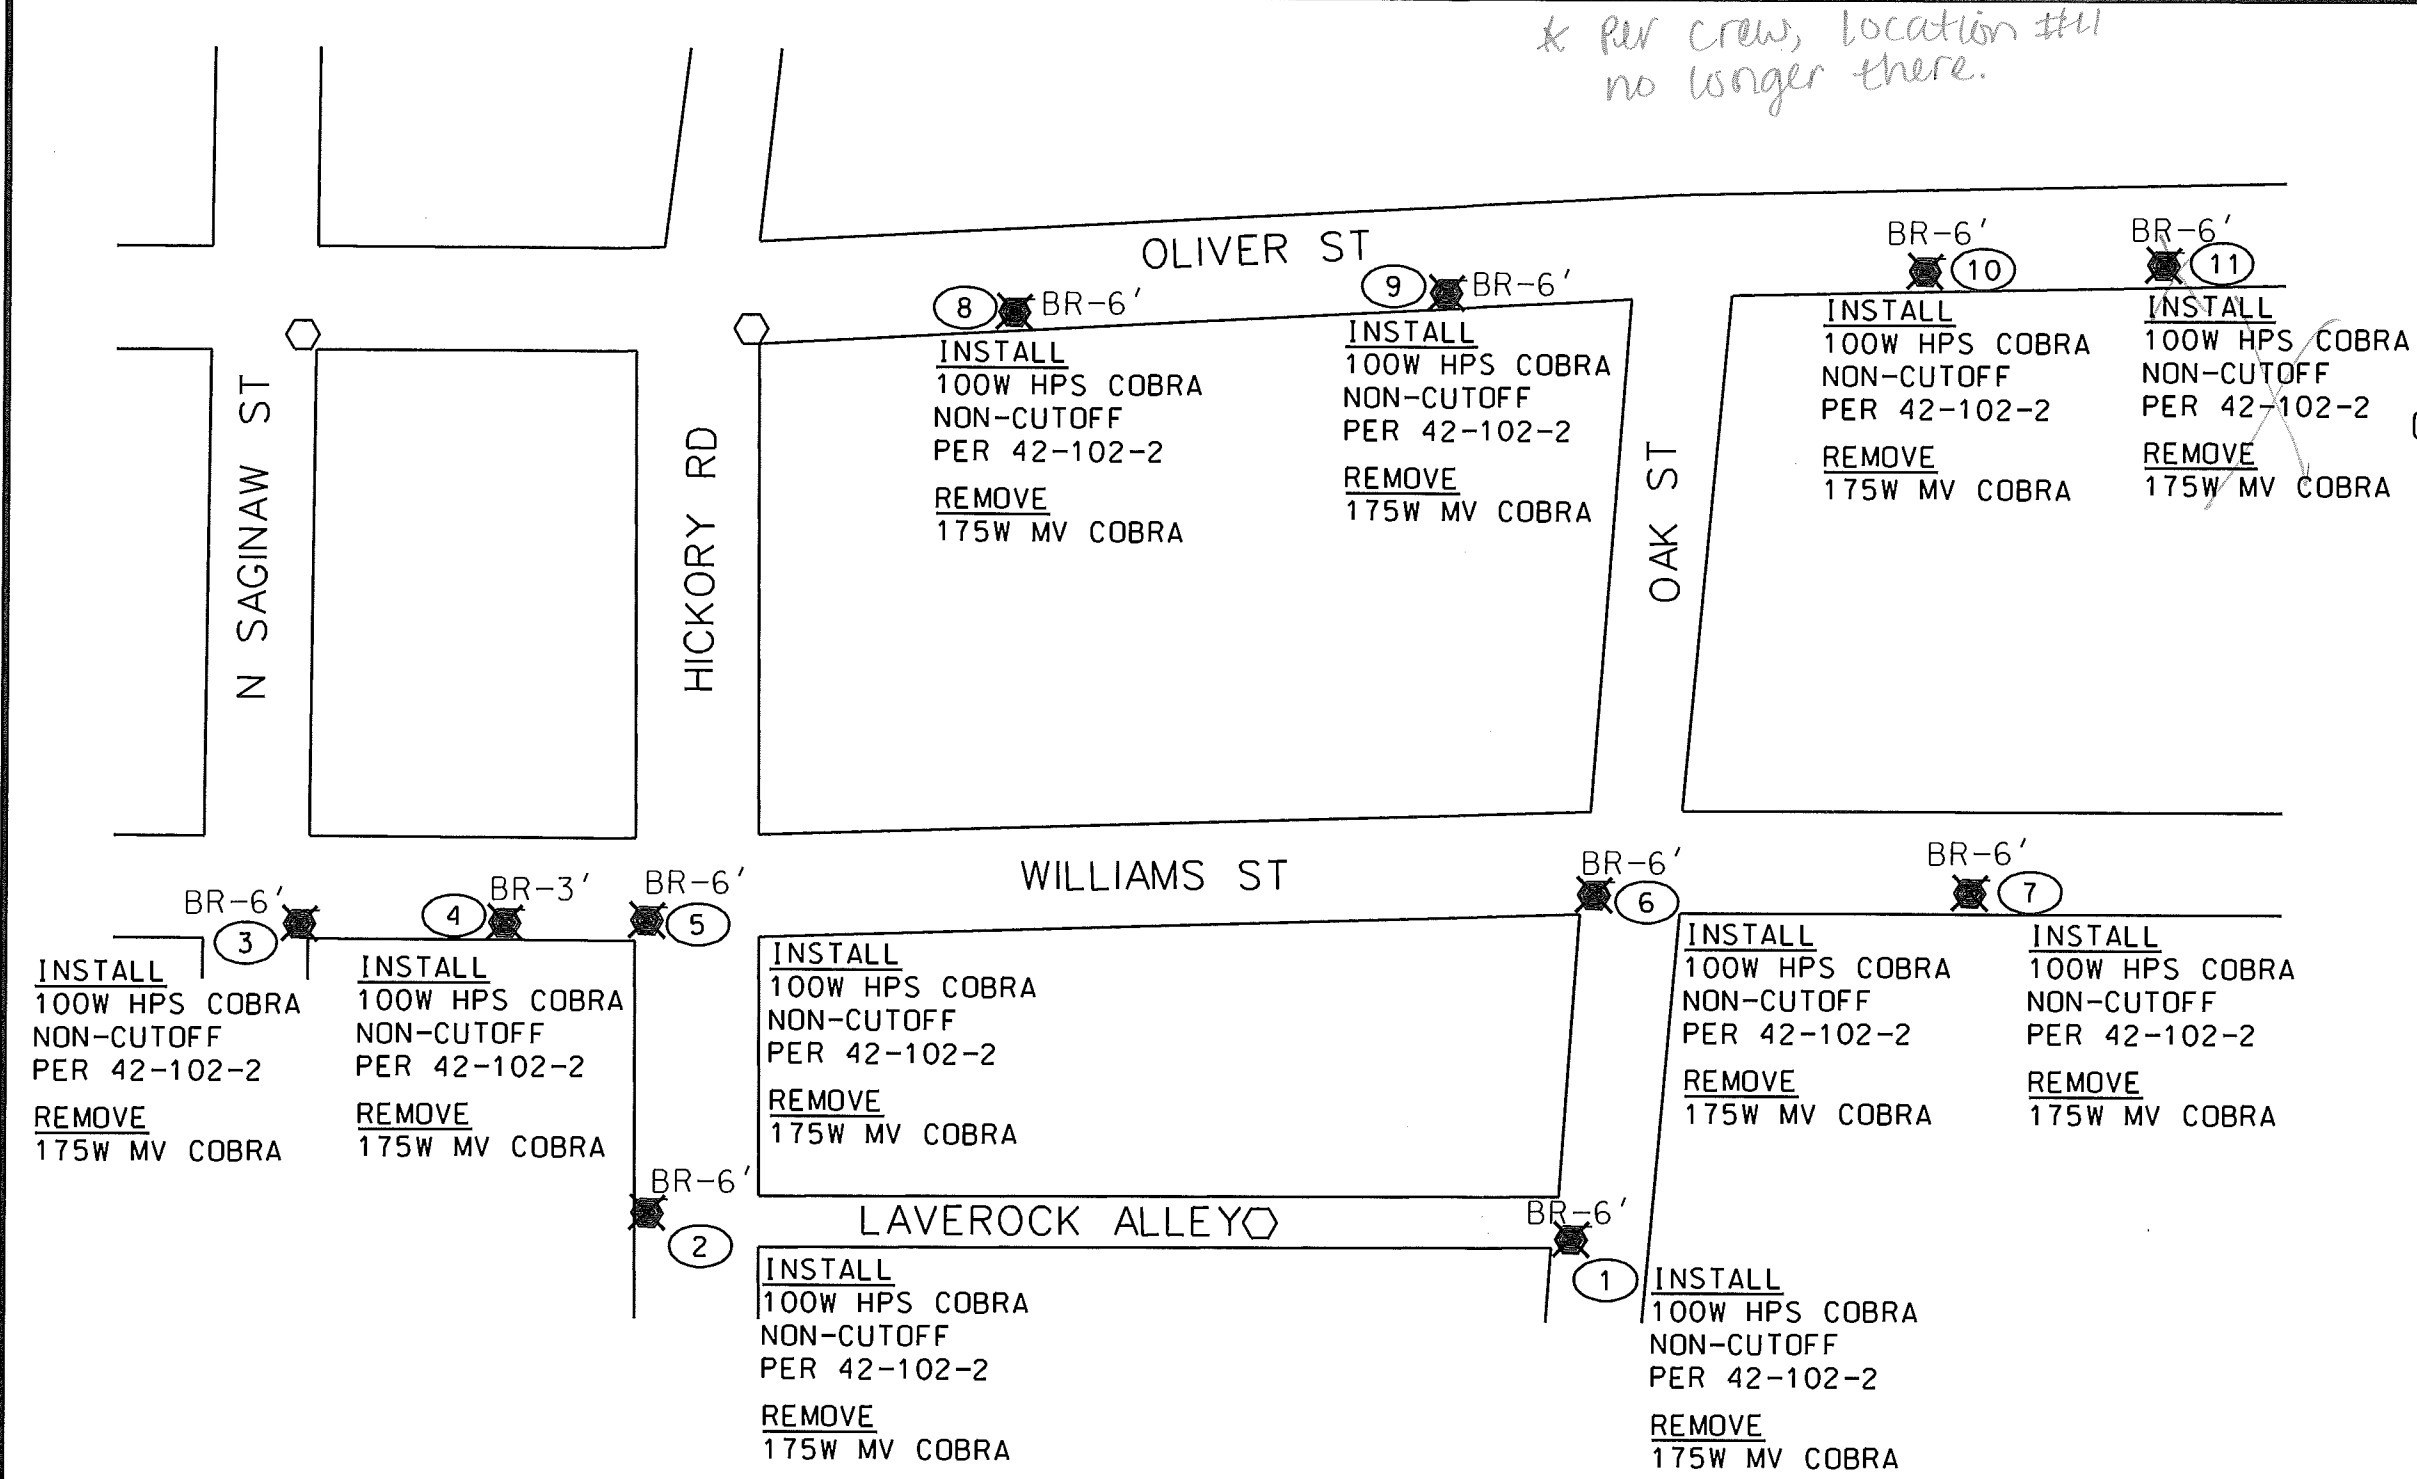 * Per crew, location #11
no longer there.
OLIVER ST
8
BR-6'
INSTALL
100W HPS COBRA
NON-CUTOFF
PER 42-102-2
REMOVE
175W MV COBRA
9
BR-6'
INSTALL
100W HPS COBRA
NON-CUTOFF
PER 42-102-2
REMOVE
175W MV COBRA
BR-6'
10
INSTALL
100W HPS COBRA
NON-CUTOFF
PER 42-102-2
REMOVE
175W MV COBRA
BR-6'
11
INSTALL
100W HPS COBRA
NON-CUTOFF
PER 42-102-2
REMOVE
175W MV COBRA
N SAGINAW ST
HICKORY RD
OAK ST
WILLIAMS ST
BR-6'
3
INSTALL
100W HPS COBRA
NON-CUTOFF
PER 42-102-2
REMOVE
175W MV COBRA
4
BR-3'
INSTALL
100W HPS COBRA
NON-CUTOFF
PER 42-102-2
REMOVE
175W MV COBRA
BR-6'
5
INSTALL
100W HPS COBRA
NON-CUTOFF
PER 42-102-2
REMOVE
175W MV COBRA
BR-6'
6
INSTALL
100W HPS COBRA
NON-CUTOFF
PER 42-102-2
REMOVE
175W MV COBRA
BR-6'
7
INSTALL
100W HPS COBRA
NON-CUTOFF
PER 42-102-2
REMOVE
175W MV COBRA
BR-6'
2
LAVEROCK ALLEY
INSTALL
100W HPS COBRA
NON-CUTOFF
PER 42-102-2
REMOVE
175W MV COBRA
BR-6'
1
INSTALL
100W HPS COBRA
NON-CUTOFF
PER 42-102-2
REMOVE
175W MV COBRA